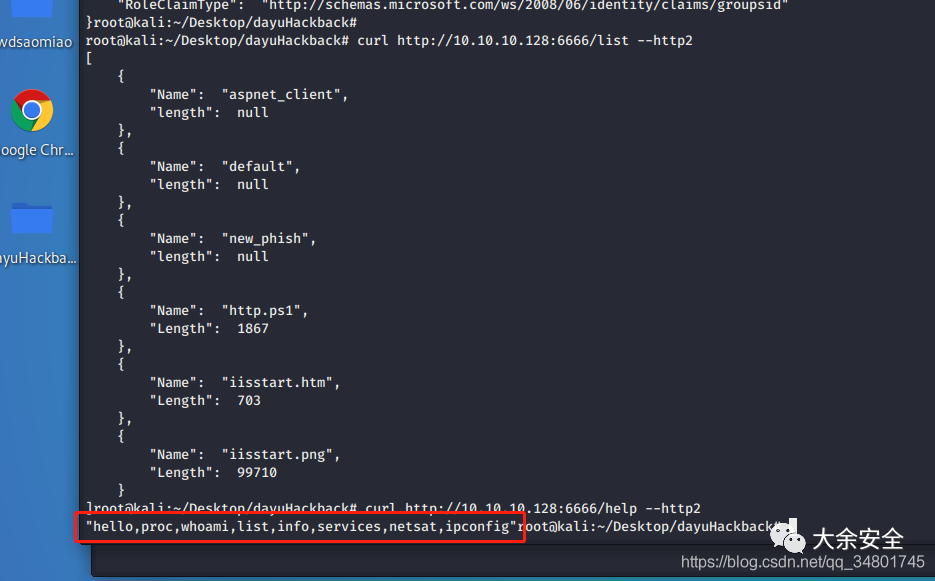 "RoleClaimType":  "http://schemas.microsoft.com/ws/2008/06/identity/claims/groupsid"
}root@kali:~/Desktop/dayuHackback#
root@kali:~/Desktop/dayuHackback# curl http://10.10.10.128:6666/list --http2
[
    {
        "Name":  "aspnet_client",
        "length":  null
    },
    {
        "Name":  "default",
        "length":  null
    },
    {
        "Name":  "new_phish",
        "length":  null
    },
    {
        "Name":  "http.ps1",
        "Length":  1867
    },
    {
        "Name":  "iisstart.htm",
        "Length":  703
    },
    {
        "Name":  "iisstart.png",
        "Length":  99710
    }
]root@kali:~/Desktop/dayuHackback# curl http://10.10.10.128:6666/help --http2
"hello,proc,whoami,list,info,services,netsat,ipconfig"root@kali:~/Desktop/dayuHackback#
wdsaomiao
oogle Chr...
ayuHackba...
大余安全
https://blog.csdn.net/qq_34801745